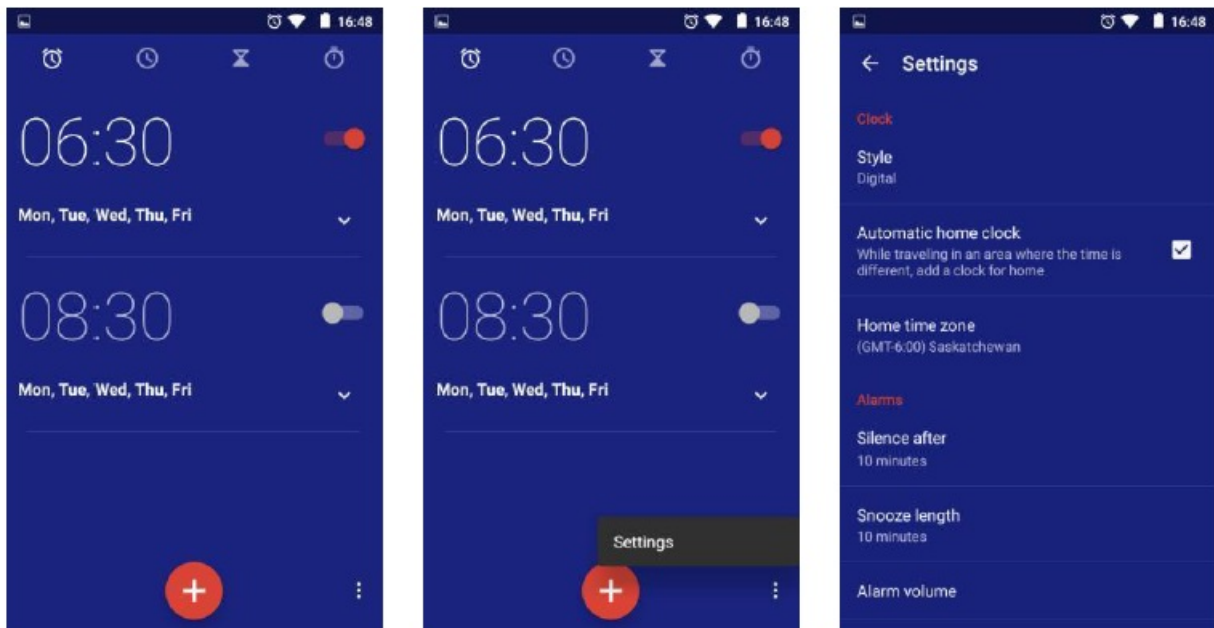 16:48
06:30
Mon, Tue, Wed, Thu, Fri
08:30
Mon, Tue, Wed, Thu, Fri
16:48
06:30
Mon, Tue, Wed, Thu, Fri
08:30
Mon, Tue, Wed, Thu, Fri
Settings
16:48
Settings
Clock
Style
Digital
Automatic home clock
While traveling in an area where the time is
different, add a clock for home
Home time zone
(GMT-6:00) Saskatchewan
Alarms
Silence after
10 minutes
Snooze length
10 minutes
Alarm volume